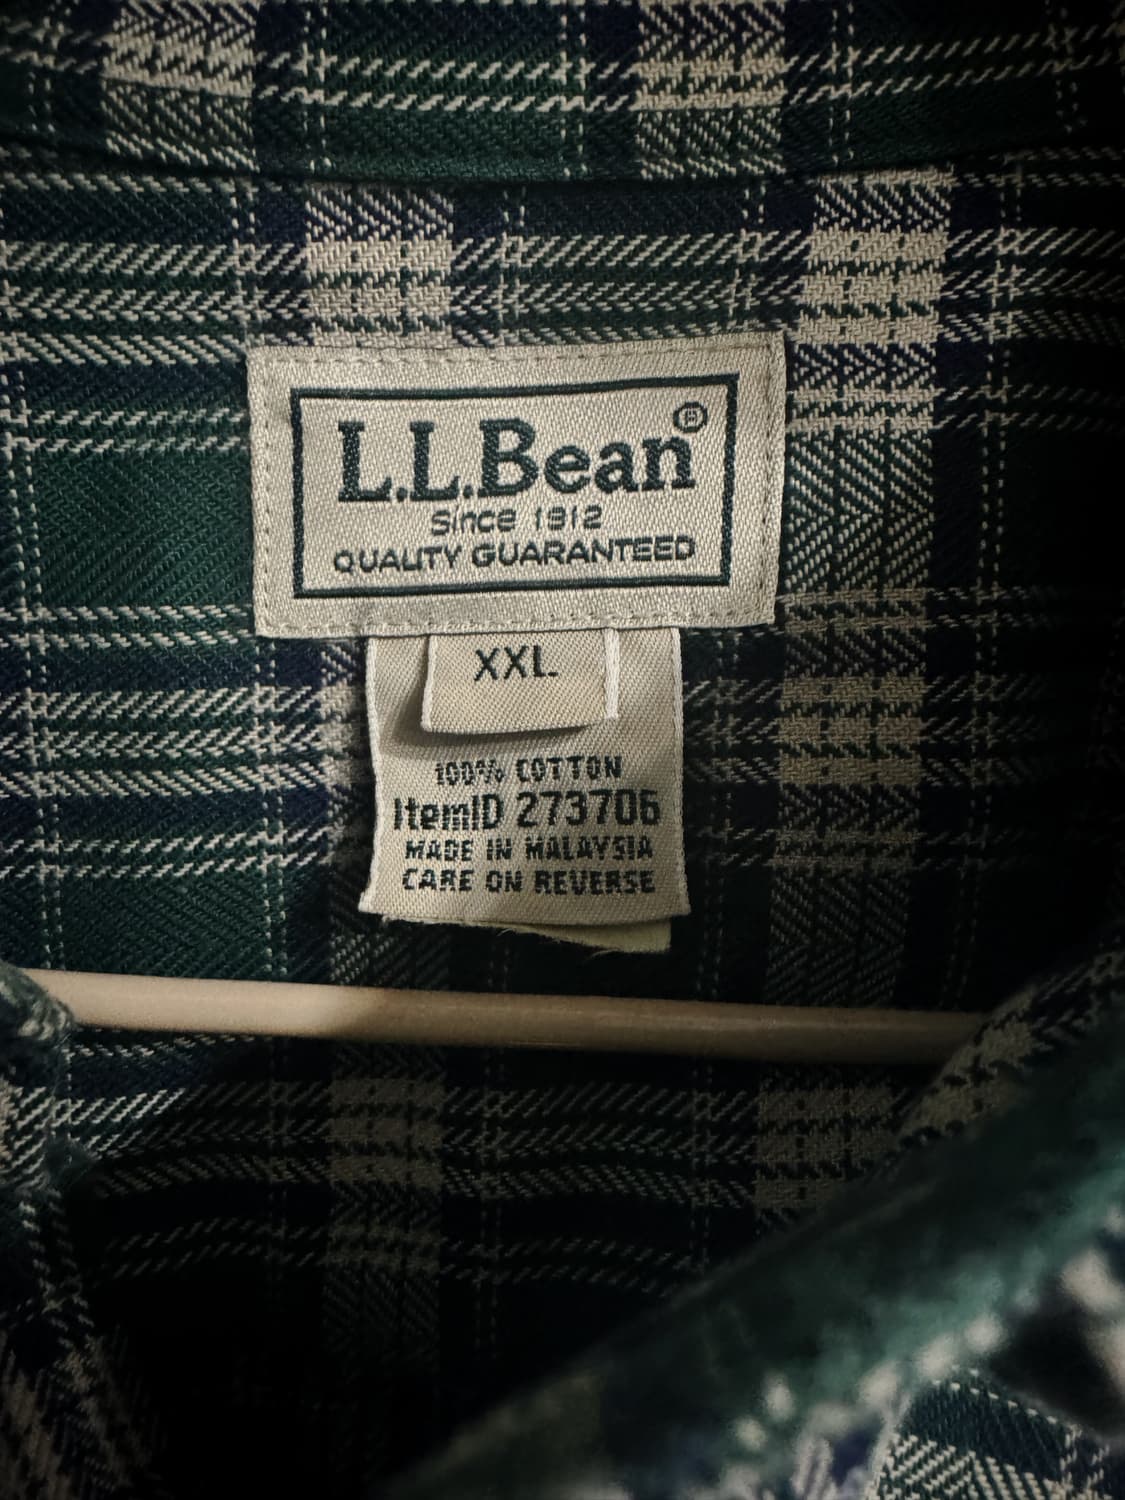 L.L.Bean®
Since 1912
QUALITY GUARANTEED
XXL
100% COTTON
ItemID 273706
MADE IN MALAYSIA
CARE ON REVERSE